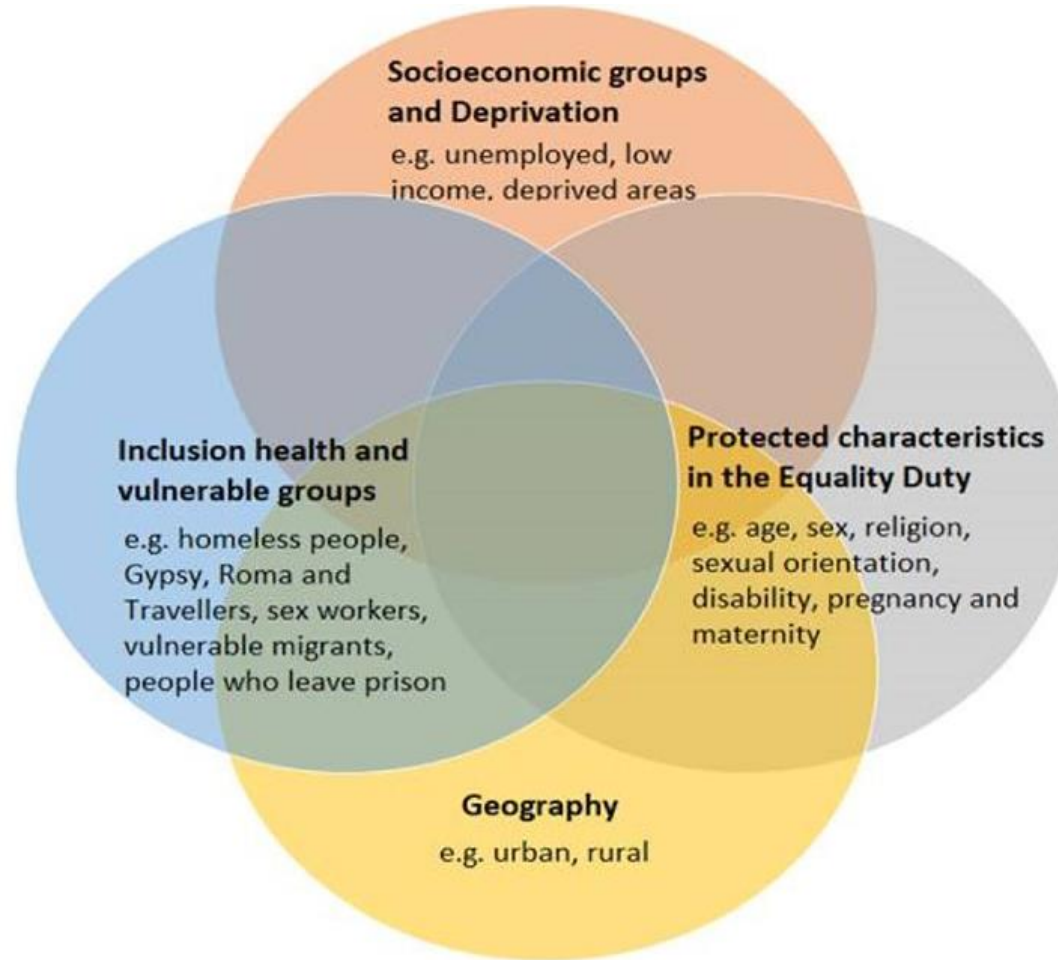 Socioeconomic groups
and Deprivation
e.g. unemployed, low
income, deprived areas
Inclusion health and
vulnerable groups
e.g. homeless people,
Gypsy, Roma and
Travellers, sex workers,
vulnerable migrants,
people who leave prison
Protected characteristics
in the Equality Duty
e.g. age, sex, religion,
sexual orientation,
disability, pregnancy and
maternity
Geography
e.g. urban, rural